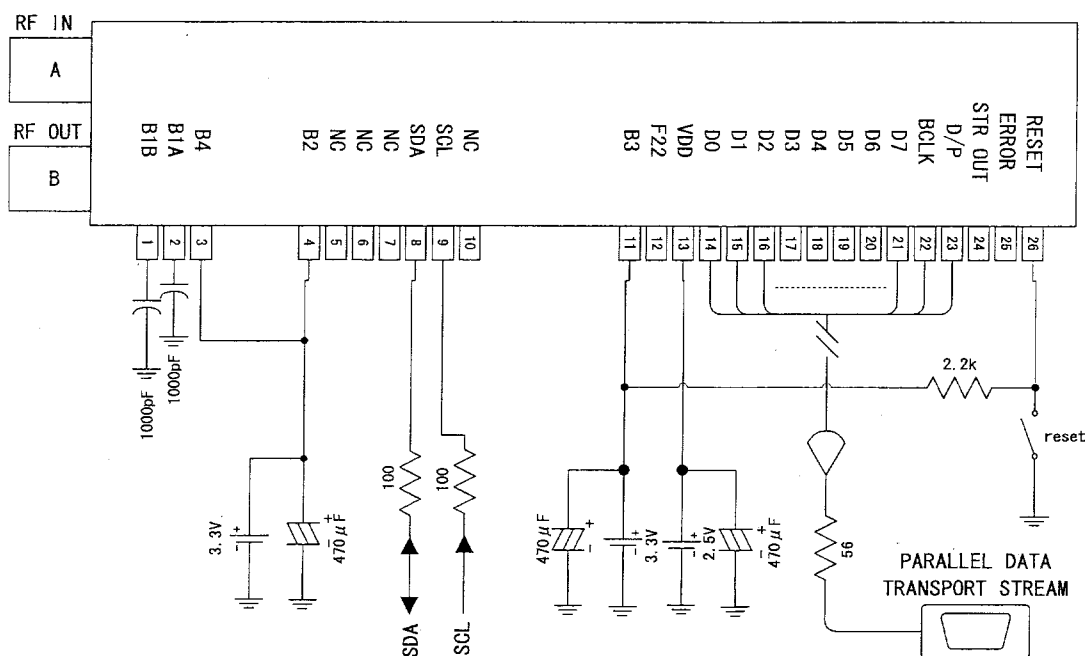 RF IN
A
RF OUT
B
B1B
B1A
B4
B2
NC
NC
NC
SDA
SCL
NC
B3
F22
VDD
D0
D1
D2
D3
D4
D5
D6
D7
BCLK
D/P
STR OUT
ERROR
RESET
1
2
3
4
5
6
7
8
9
10
11
12
13
14
15
16
17
18
19
20
21
22
23
24
25
26
1000pF
1000pF
2.2k
reset
3.3V
+
-
+
-
470μF
100
100
470μF
+
-
+
-
3.3V
+
-
2.5V
+
-
470μF
56
SDA
SCL
PARALLEL DATA
TRANSPORT STREAM